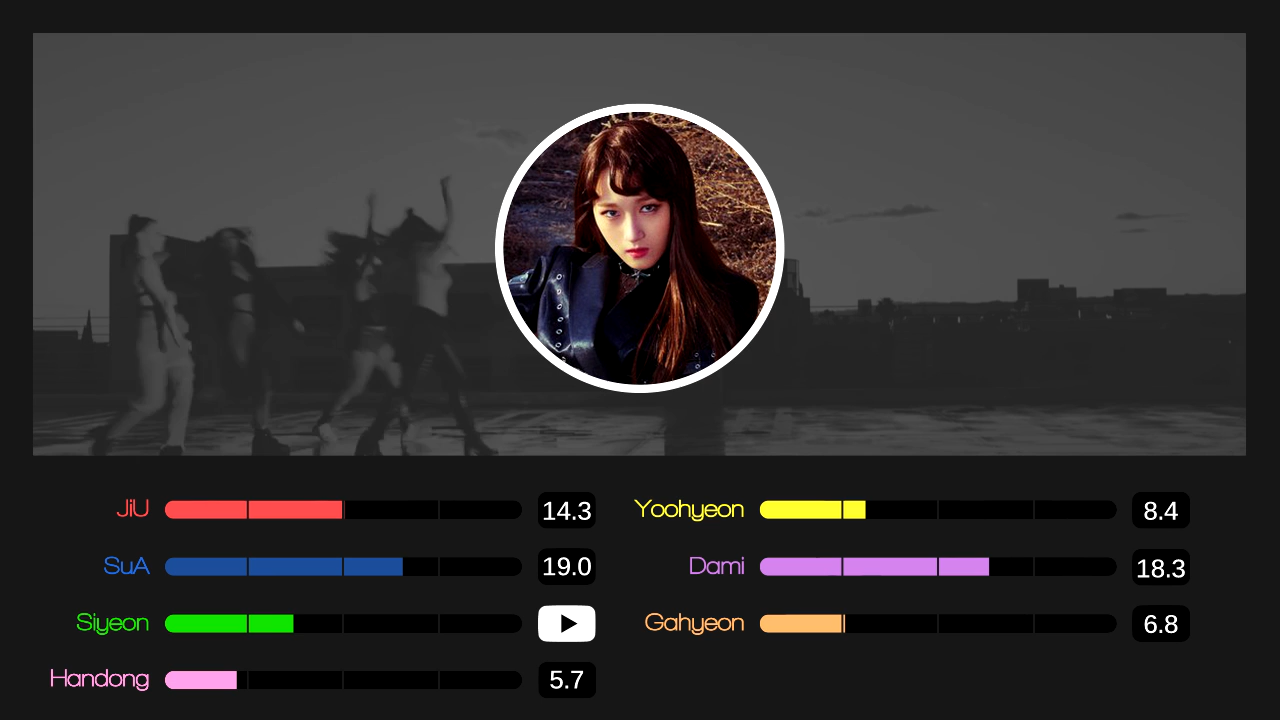 JiU 14.3
Yoohyeon 8.4
SuA 19.0
Dami 18.3
Siyeon
Gahyeon 6.8
Handong 5.7